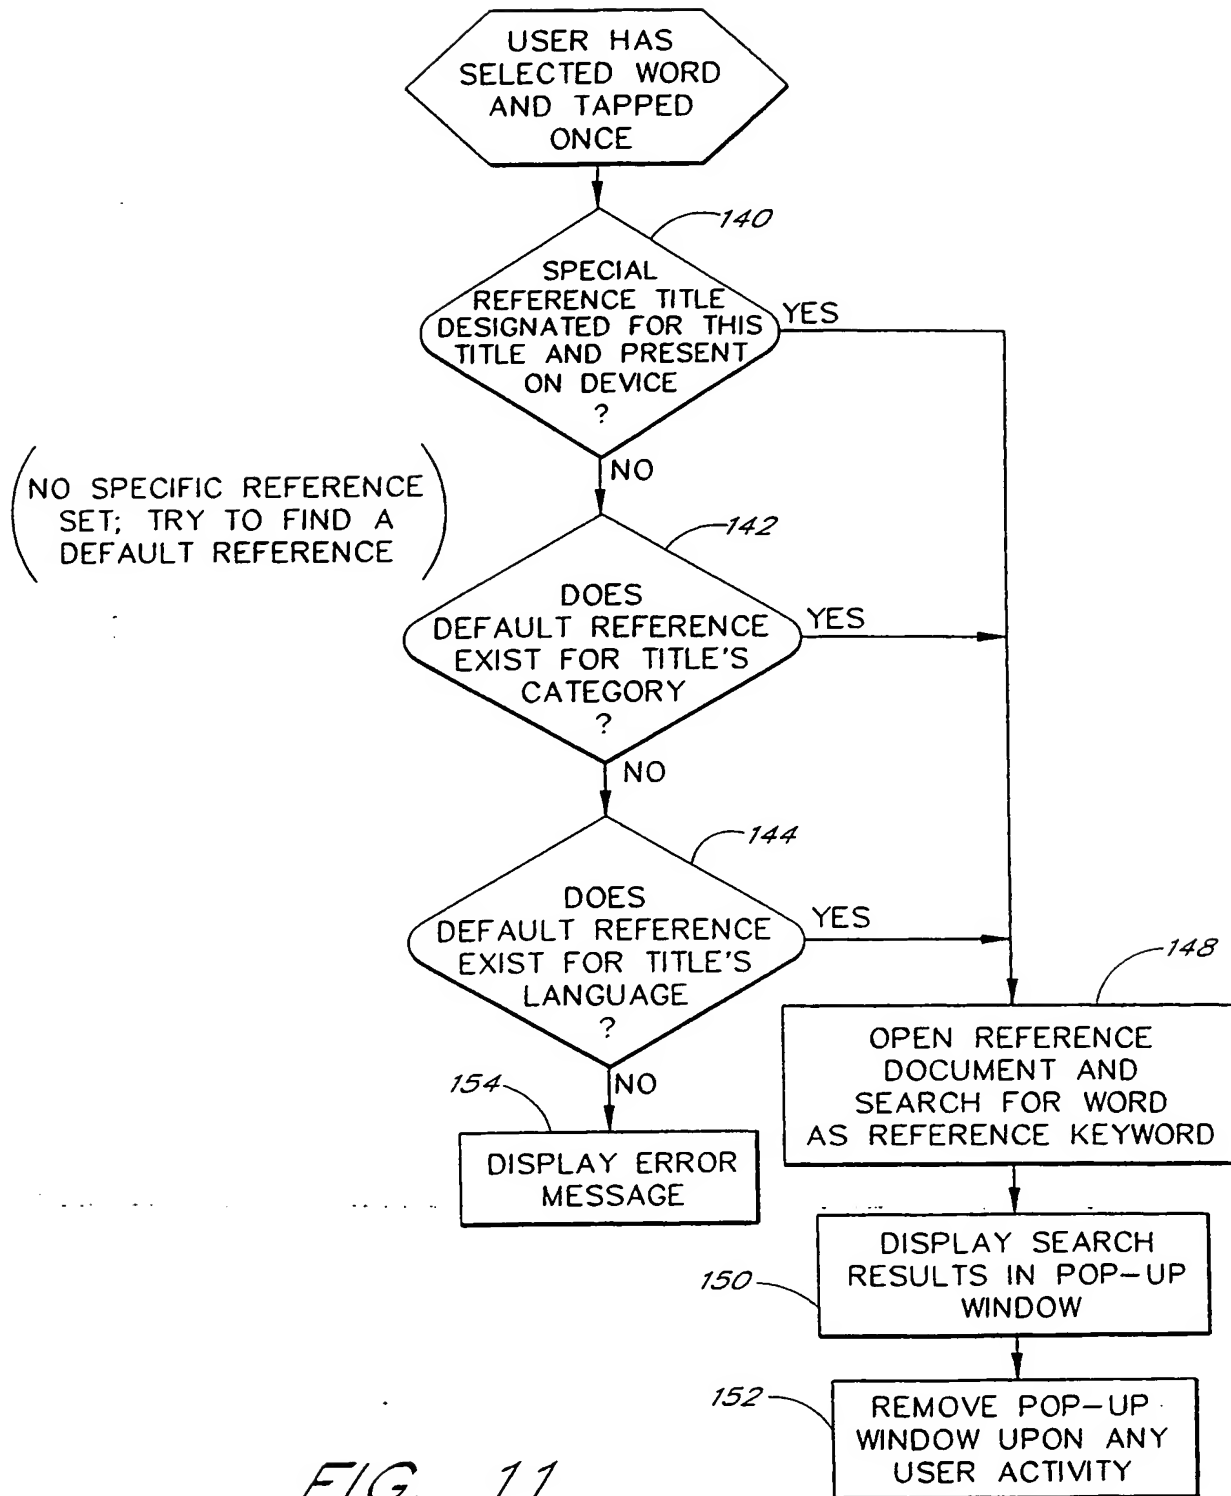 USER HAS
SELECTED WORD
AND TAPPED
ONCE
140
SPECIAL
REFERENCE TITLE
DESIGNATED FOR THIS
TITLE AND PRESENT
ON DEVICE
?
YES
NO
(NO SPECIFIC REFERENCE
SET; TRY TO FIND A
DEFAULT REFERENCE)
142
DOES
DEFAULT REFERENCE
EXIST FOR TITLE'S
CATEGORY
?
YES
NO
144
DOES
DEFAULT REFERENCE
EXIST FOR TITLE'S
LANGUAGE
?
YES
NO
154
DISPLAY ERROR
MESSAGE
148
OPEN REFERENCE
DOCUMENT AND
SEARCH FOR WORD
AS REFERENCE KEYWORD
150
DISPLAY SEARCH
RESULTS IN POP-UP
WINDOW
152
REMOVE POP-UP
WINDOW UPON ANY
USER ACTIVITY
FIG. 11